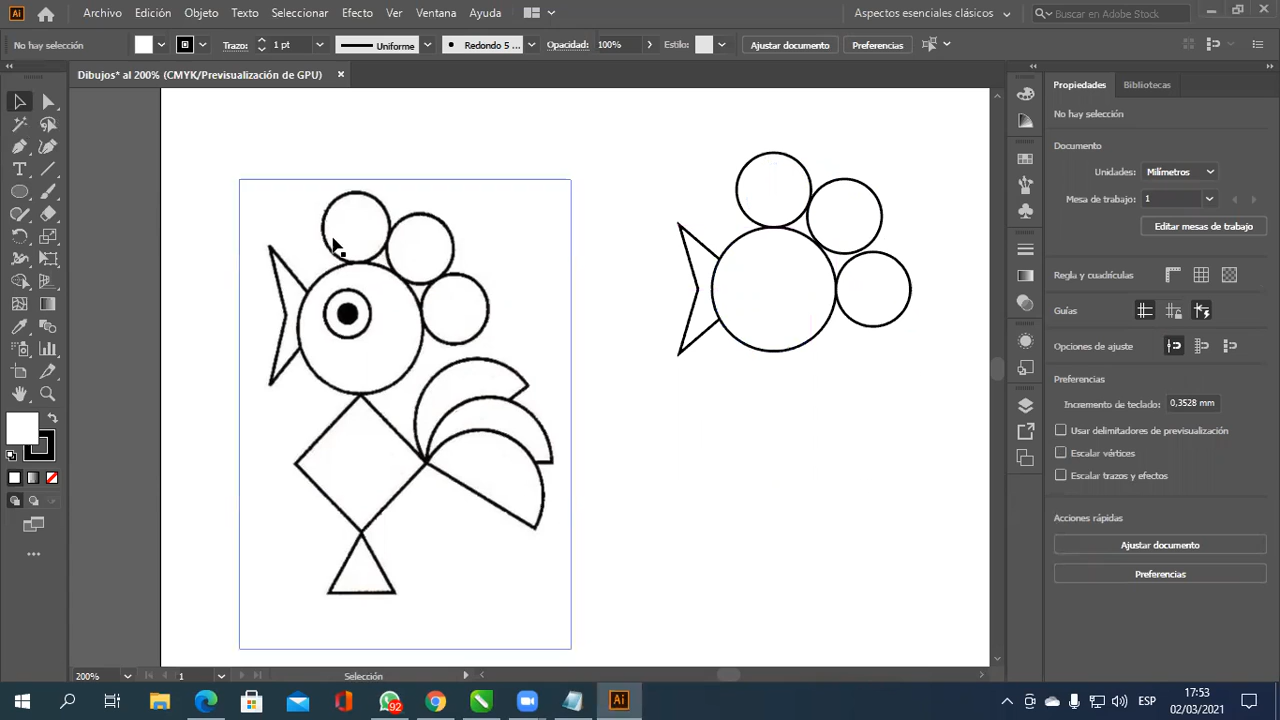 Ai Archivo Edición Objeto Texto Seleccionar Efecto Ver Ventana Ayuda Aspectos esenciales clásicos Buscar en Adobe Stock
No hay selección Trazo: 1 pt Uniforme Redondo 5 ... Opacidad: 100% Estilo: Ajustar documento Preferencias
Dibujos* al 200% (CMYK/Previsualización de GPU)
Propiedades Bibliotecas
No hay selección
Documento
Unidades: Milímetros
Mesa de trabajo: 1
Editar mesas de trabajo
Regla y cuadrículas
Guías
Opciones de ajuste
Preferencias
Incremento de teclado: 0,3528 mm
Usar delimitadores de previsualización
Escalar vértices
Escalar trazos y efectos
Acciones rápidas
Ajustar documento
Preferencias
200% 1 Selección
92 Ai ESP 17:53
02/03/2021